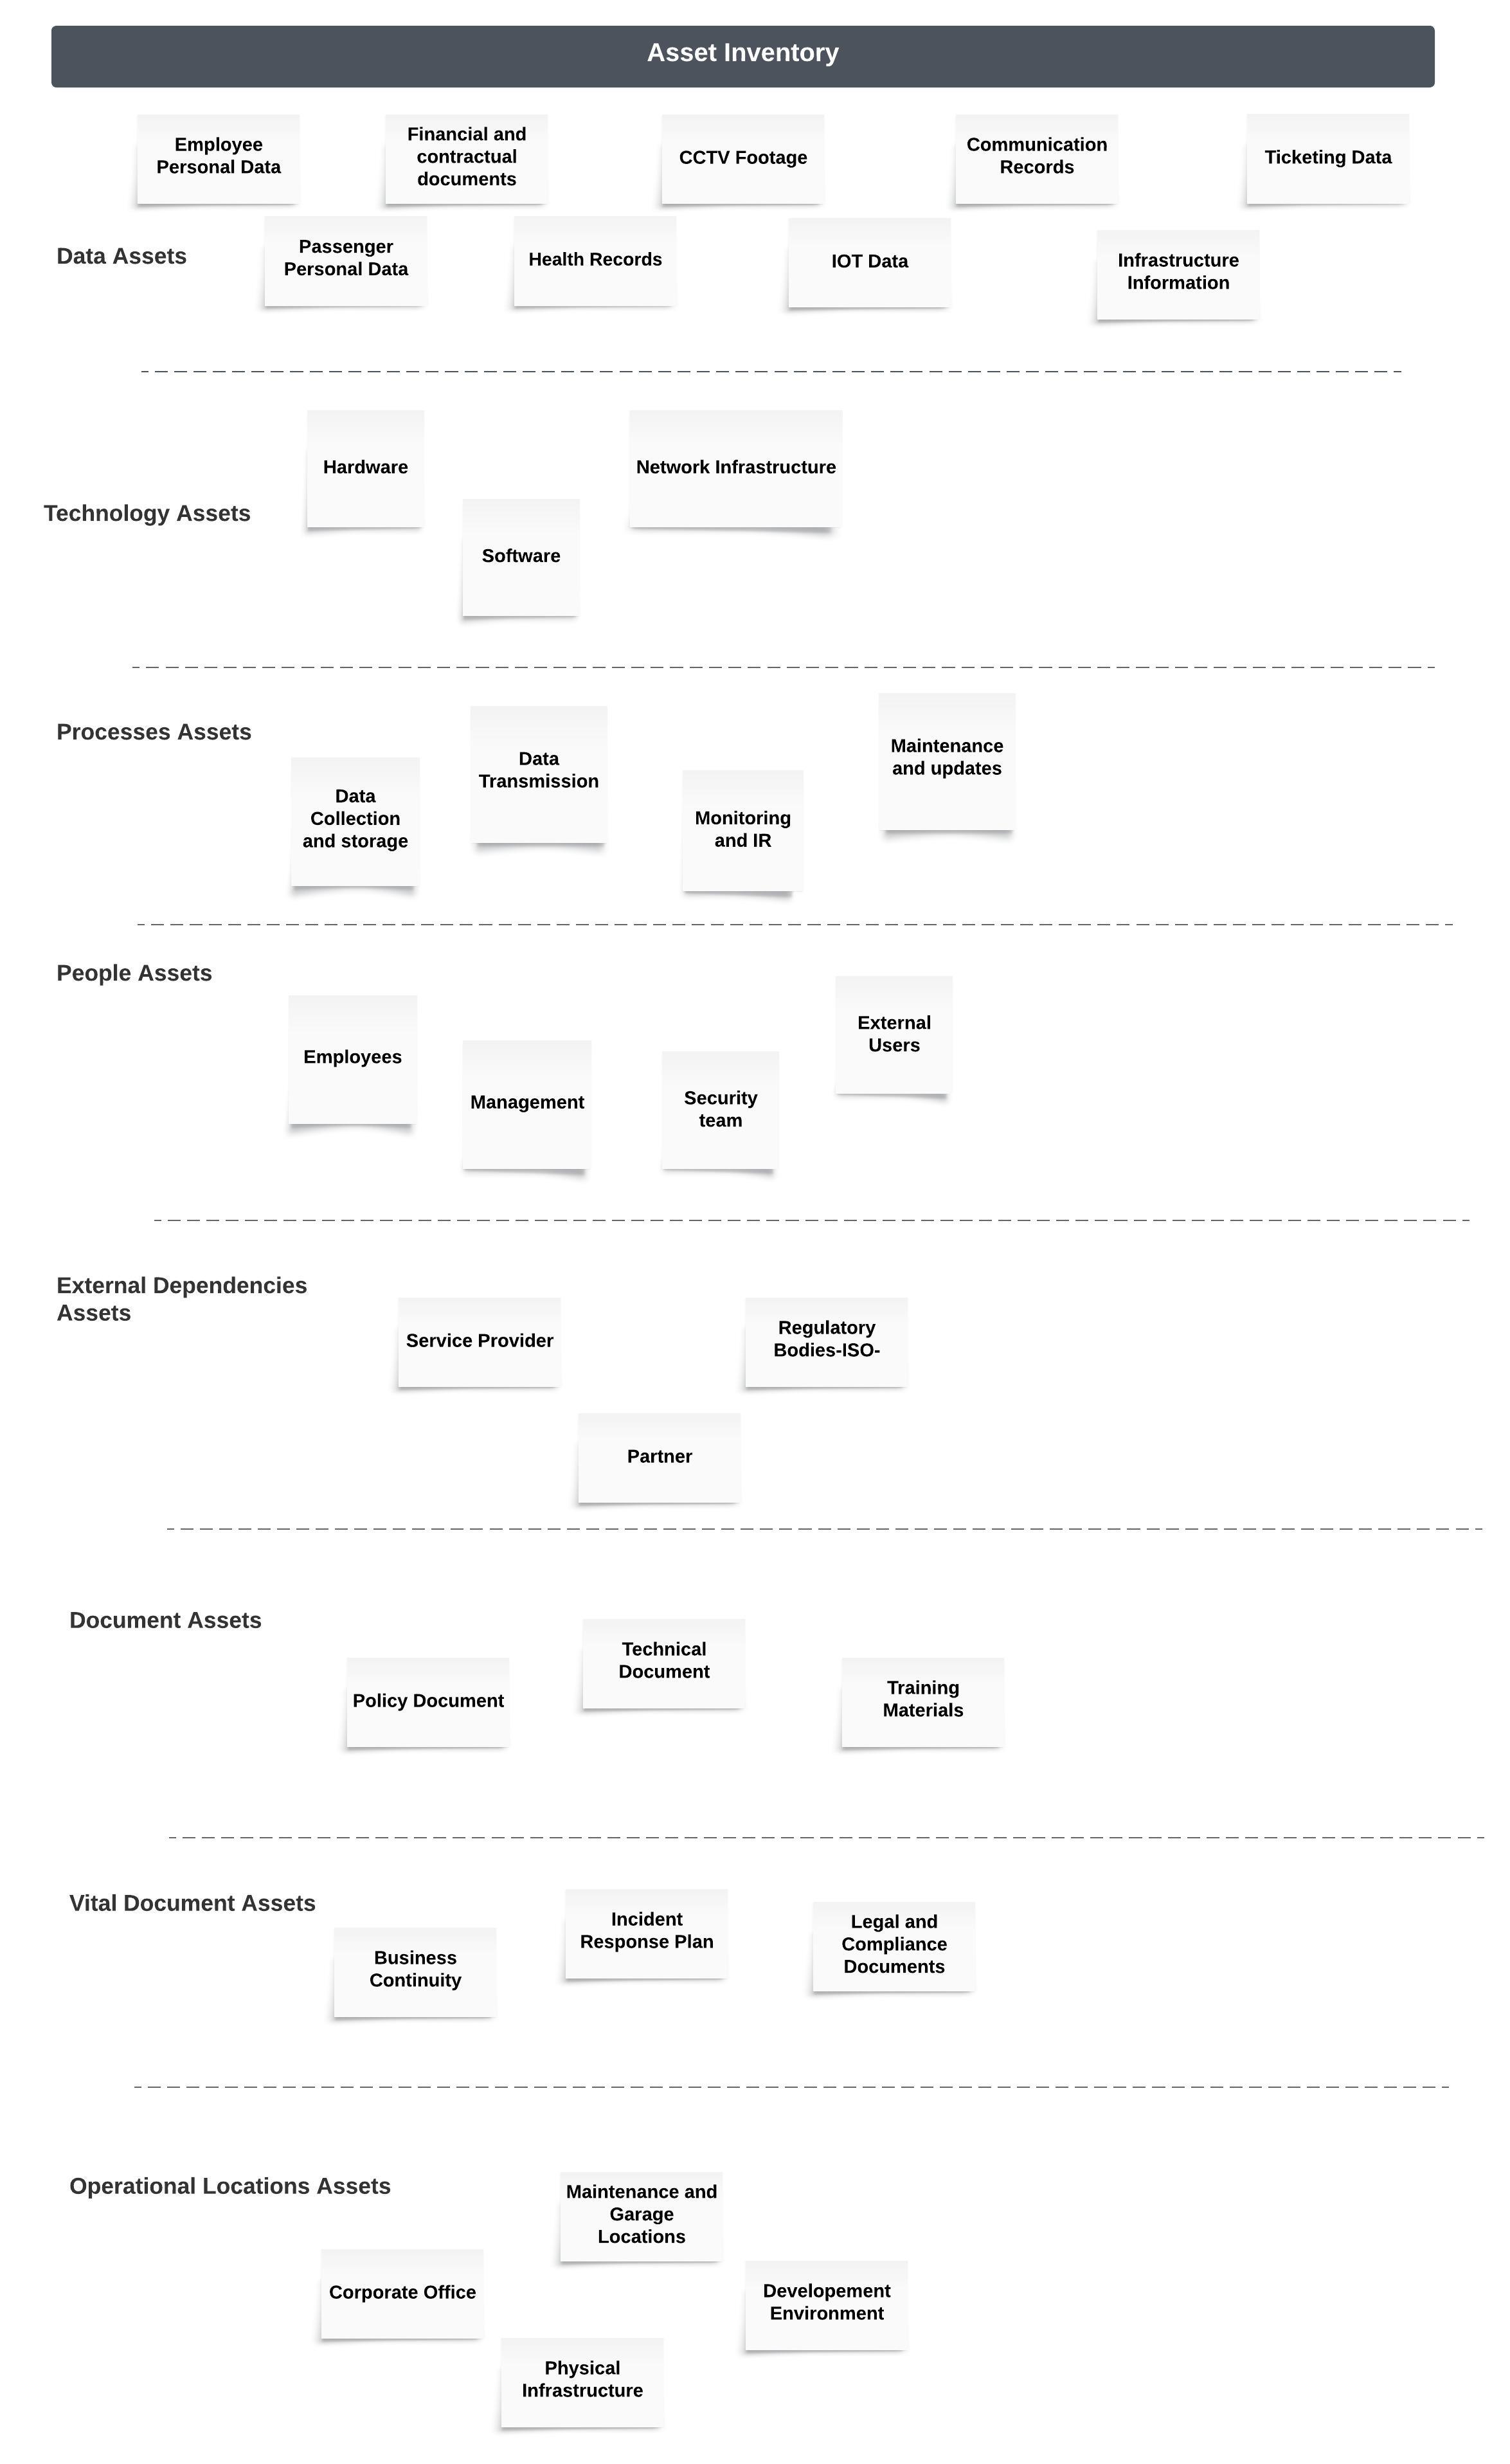 Asset Inventory
Employee
Personal Data
Financial and
contractual
documents
CCTV Footage
Communication
Records
Ticketing Data
Data Assets
Passenger
Personal Data
Health Records
IOT Data
Infrastructure
Information
Technology Assets
Hardware
Software
Network Infrastructure
Processes Assets
Data
Collection
and storage
Data
Transmission
Monitoring
and IR
Maintenance
and updates
People Assets
Employees
Management
Security
team
External
Users
External Dependencies
Assets
Service Provider
Partner
Regulatory
Bodies-ISO-
Document Assets
Policy Document
Technical
Document
Training
Materials
Vital Document Assets
Business
Continuity
Incident
Response Plan
Legal and
Compliance
Documents
Operational Locations Assets
Corporate Office
Maintenance and
Garage
Locations
Physical
Infrastructure
Developement
Environment